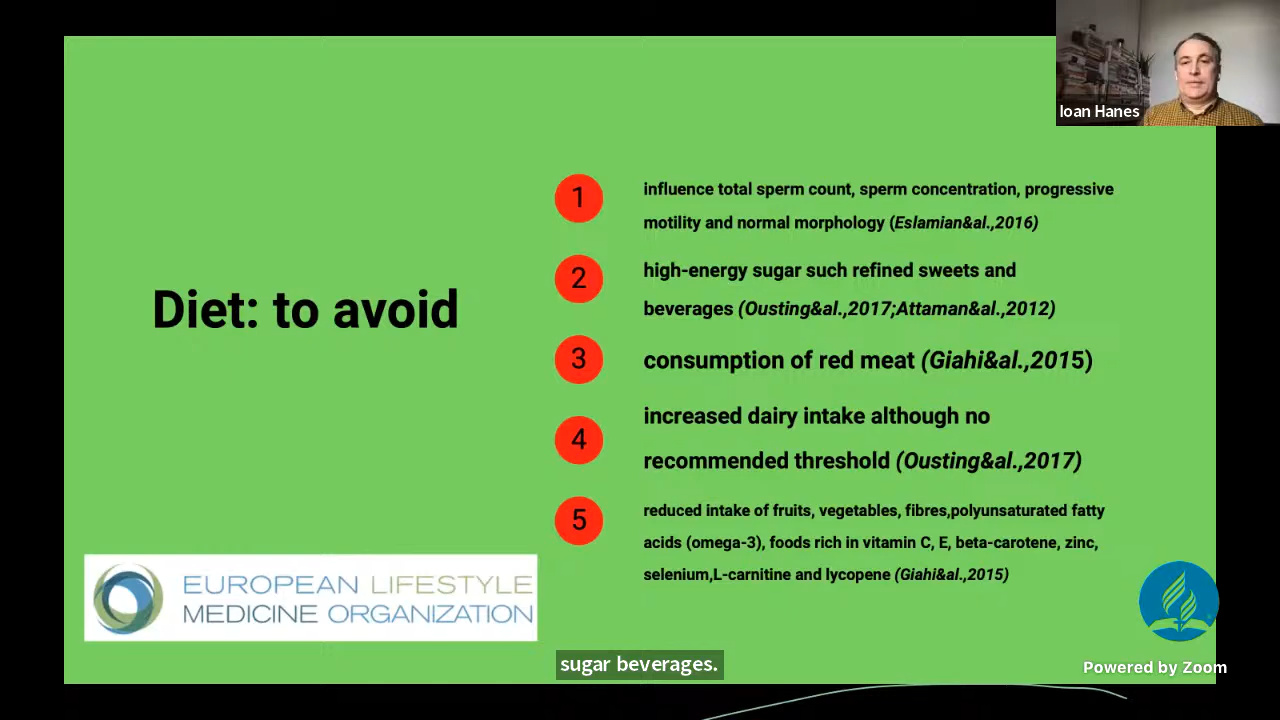 Ioan Hanes
Diet: to avoid
1
influence total sperm count, sperm concentration, progressive
motility and normal morphology (Eslamian&al.,2016)
2
high-energy sugar such refined sweets and
beverages (Ousting&al.,2017;Attaman&al.,2012)
3
consumption of red meat (Giahi&al.,2015)
4
increased dairy intake although no
recommended threshold (Ousting&al.,2017)
5
reduced intake of fruits, vegetables, fibres,polyunsaturated fatty
acids (omega-3), foods rich in vitamin C, E, beta-carotene, zinc,
selenium,L-carnitine and lycopene (Giahi&al.,2015)
EUROPEAN LIFESTYLE
MEDICINE ORGANIZATION
sugar beverages.
Powered by Zoom